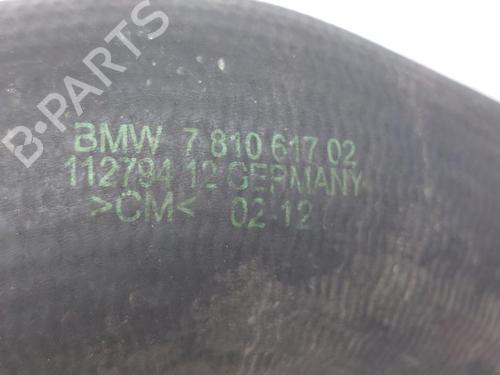 B-PARTS
BMW 7 810 617 02
112794 12 GERMANY
>CM< 02-12